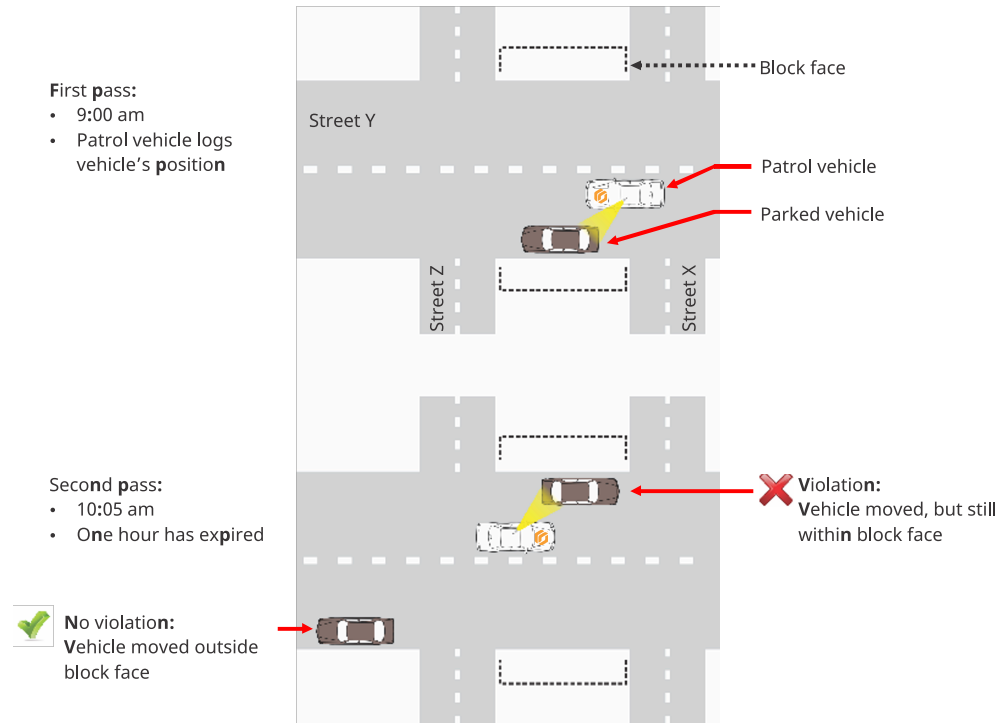 Block face
First pass:
• 9:00 am
• Patrol vehicle logs
vehicle's position
Street Y
Patrol vehicle
Parked vehicle
Street Z
Street X
Second pass:
• 10:05 am
• One hour has expired
Violation:
Vehicle moved, but still
within block face
No violation:
Vehicle moved outside
block face